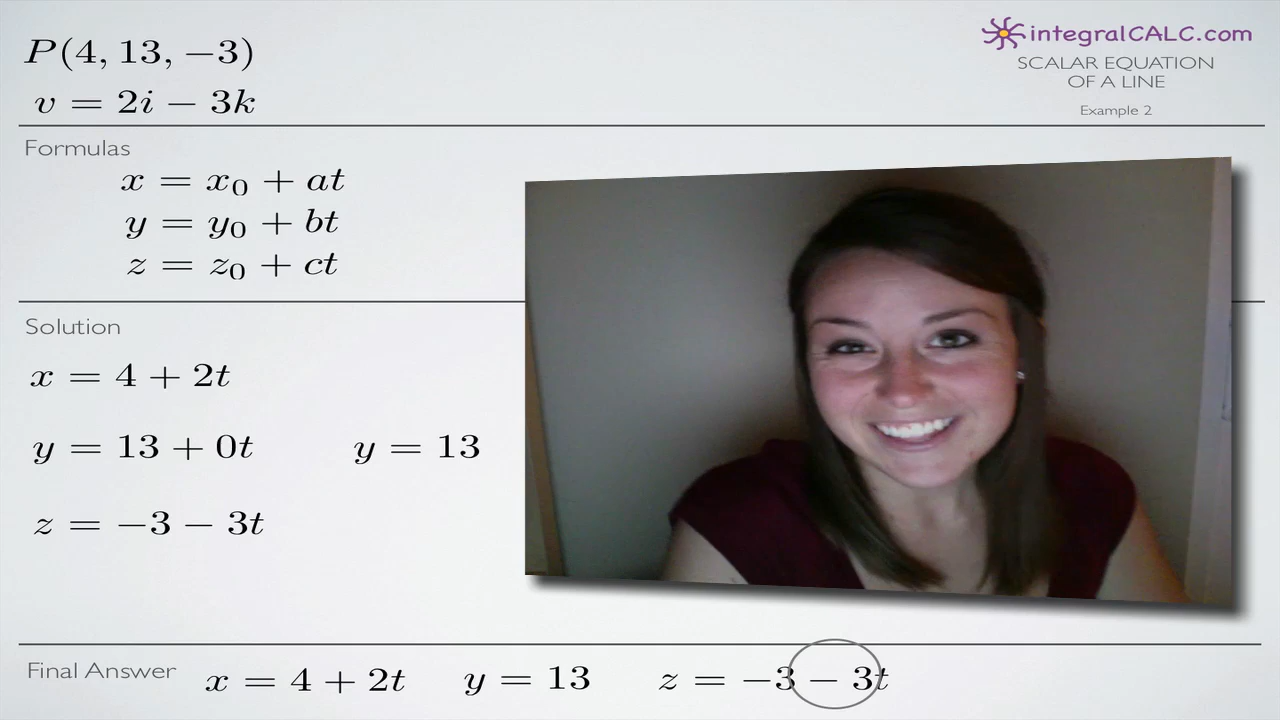 P(4, 13, −3)
v = 2i − 3k
integralCALC.com
SCALAR EQUATION
OF A LINE
Example 2
Formulas
x = x₀ + at
y = y₀ + bt
z = z₀ + ct
Solution
x = 4 + 2t
y = 13 + 0t y = 13
z = −3 − 3t
Final Answer x = 4 + 2t y = 13 z = −3 − 3t